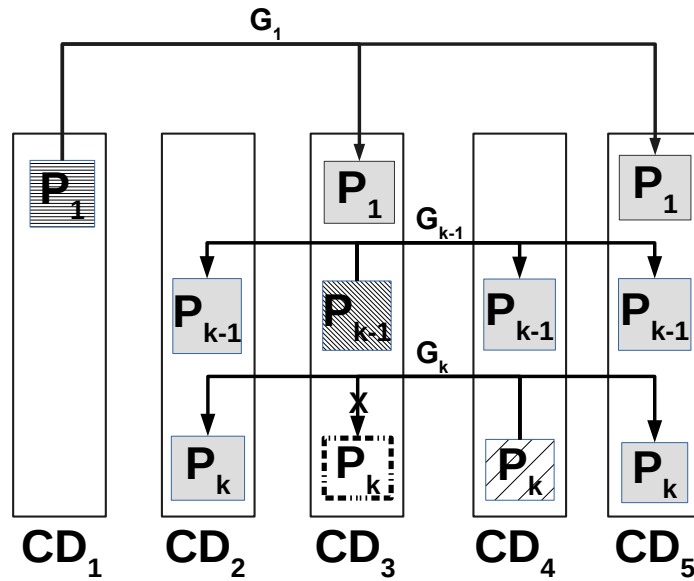 G₁
P₁ P₁ P₁
Gₖ₋₁
Pₖ₋₁ Pₖ₋₁ Pₖ₋₁ Pₖ₋₁
Gₖ
X
Pₖ Pₖ Pₖ Pₖ
CD₁ CD₂ CD₃ CD₄ CD₅